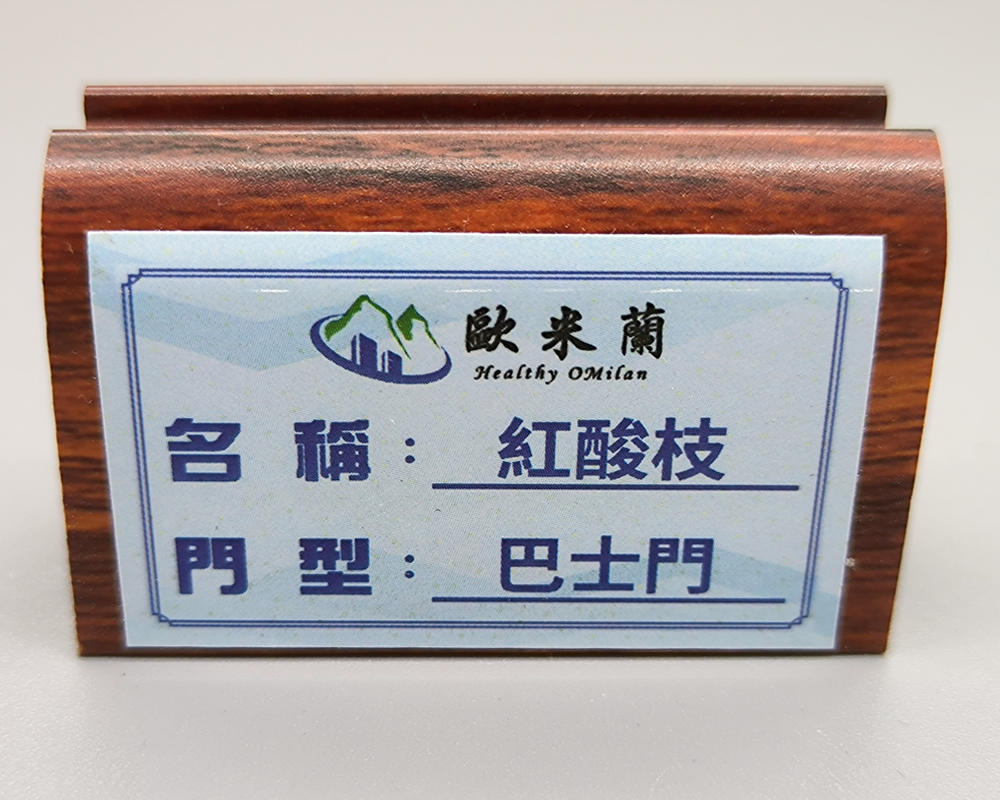 歐米蘭
Healthy OMilan
名稱：紅酸枝
門型：巴士門